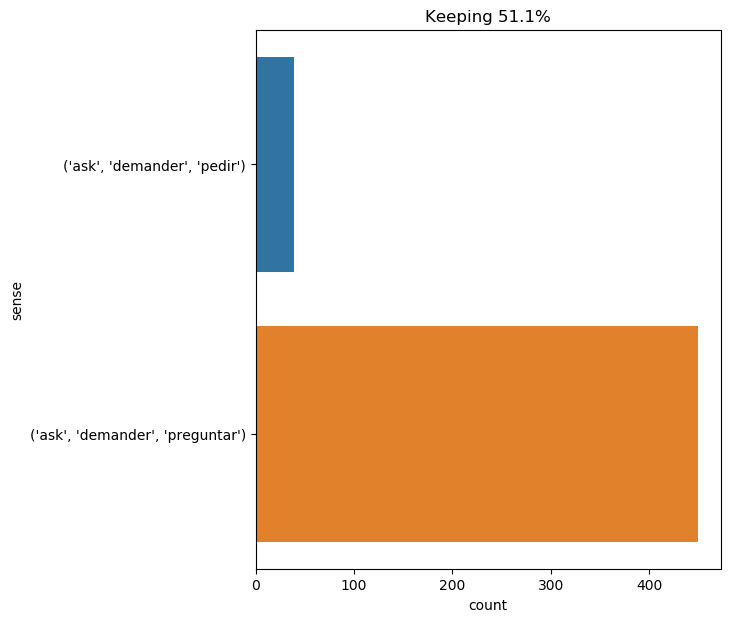 Keeping 51.1%
('ask', 'demander', 'pedir')
sense
('ask', 'demander', 'preguntar')
0 100 200 300 400
count